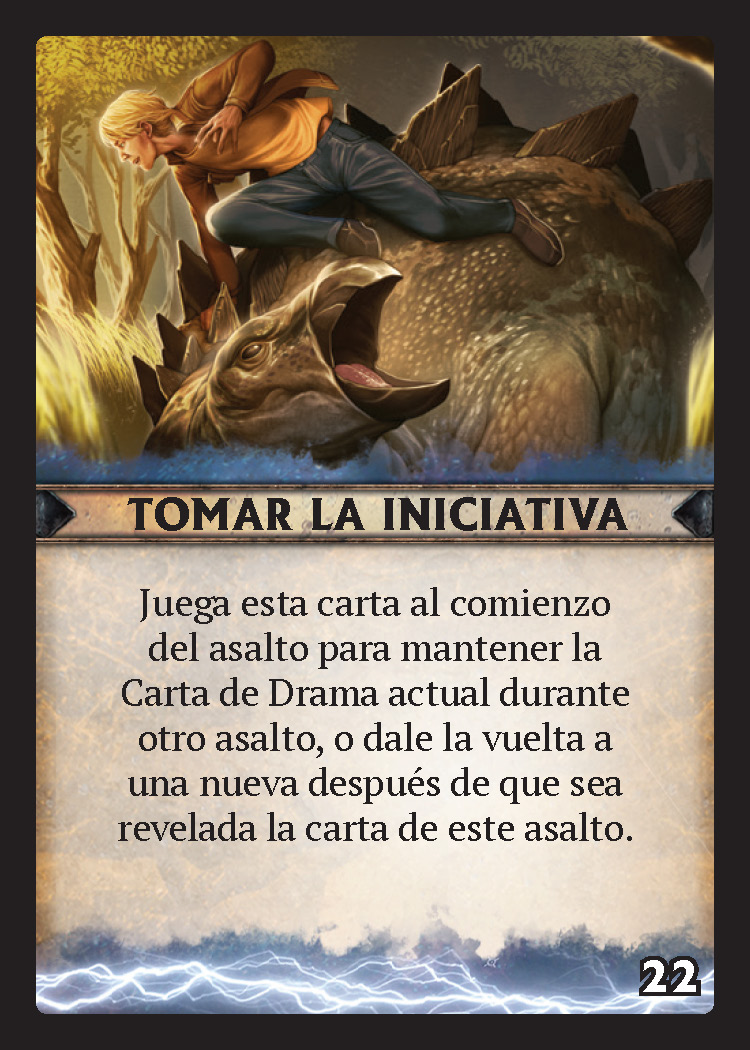 TOMAR LA INICIATIVA
Juega esta carta al comienzo
del asalto para mantener la
Carta de Drama actual durante
otro asalto, o dale la vuelta a
una nueva después de que sea
revelada la carta de este asalto.
22